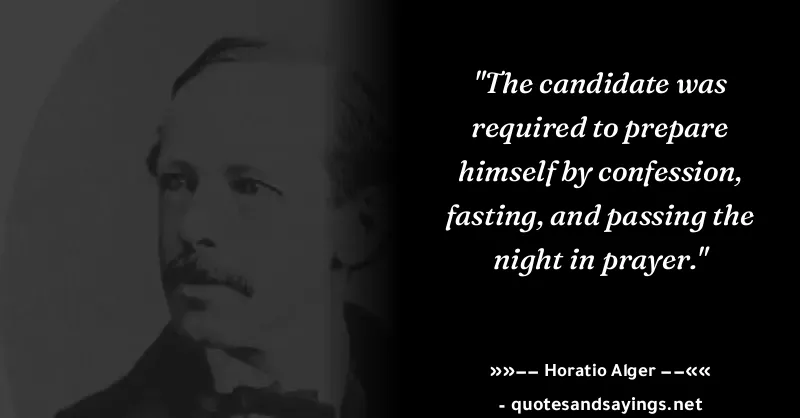 "The candidate was
required to prepare
himself by confession,
fasting, and passing the
night in prayer."
»»−− Horatio Alger −−««
- quotesandsayings.net